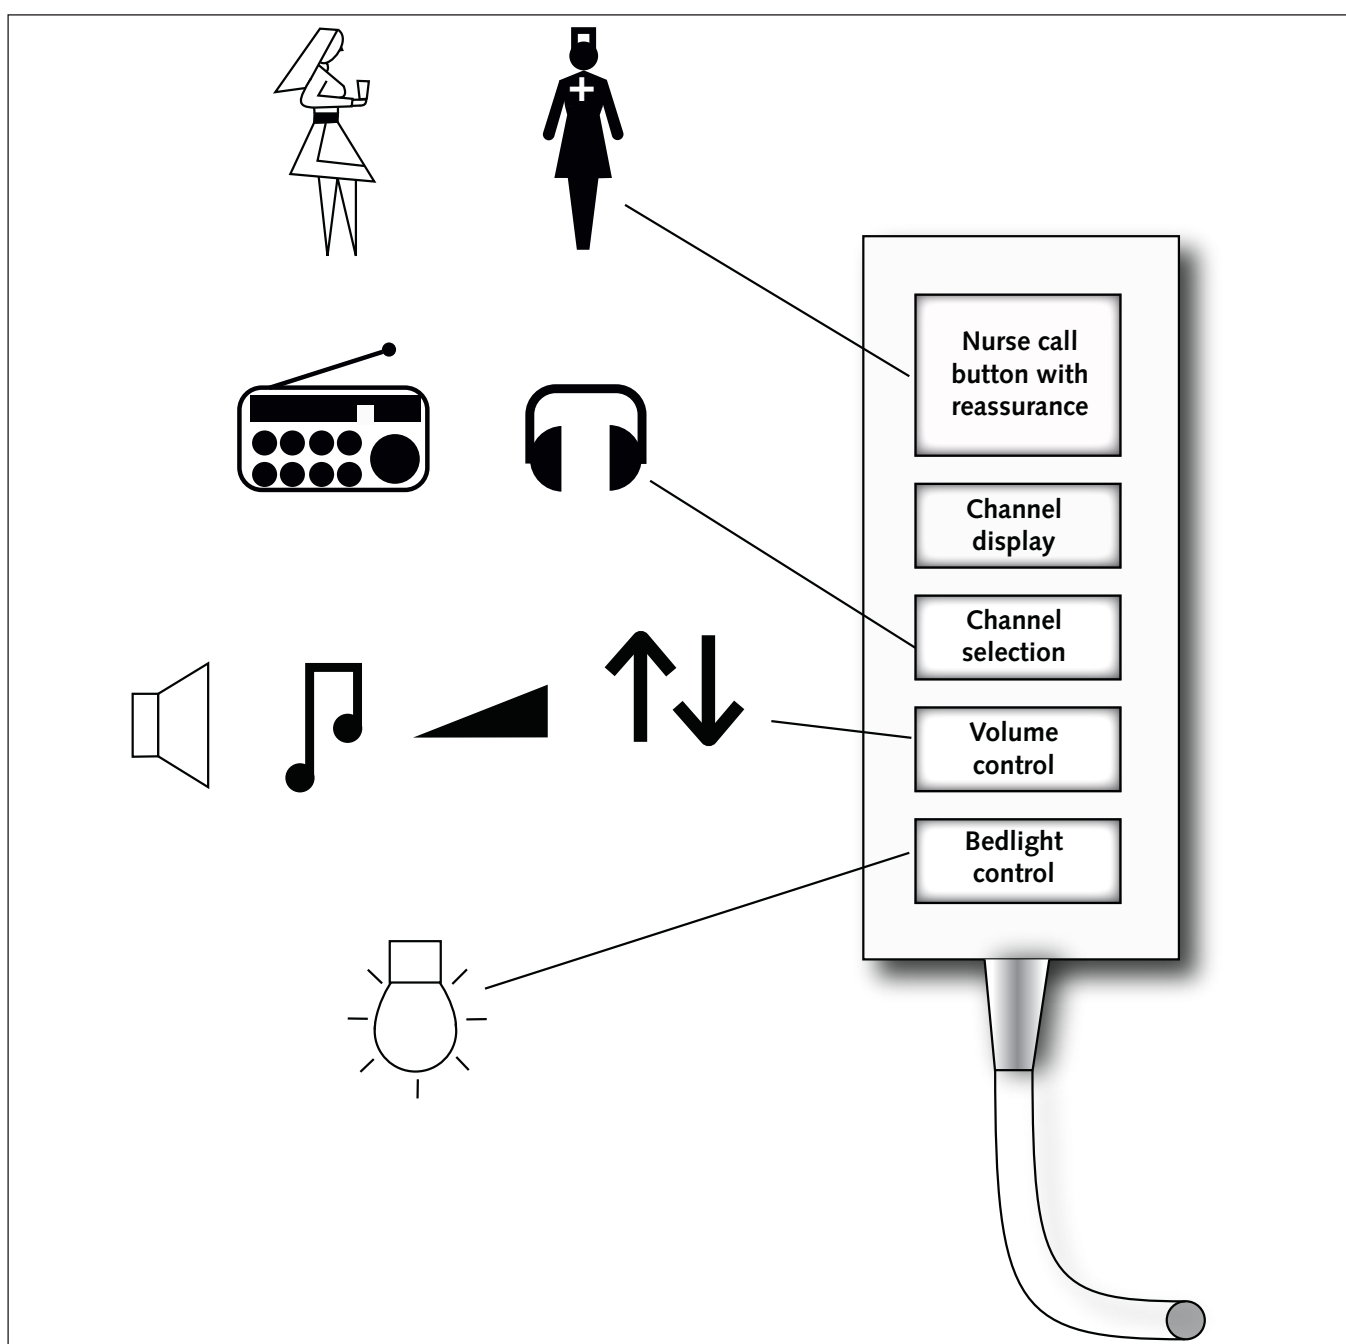 Nurse call
button with
reassurance
Channel
display
Channel
selection
Volume
control
Bedlight
control